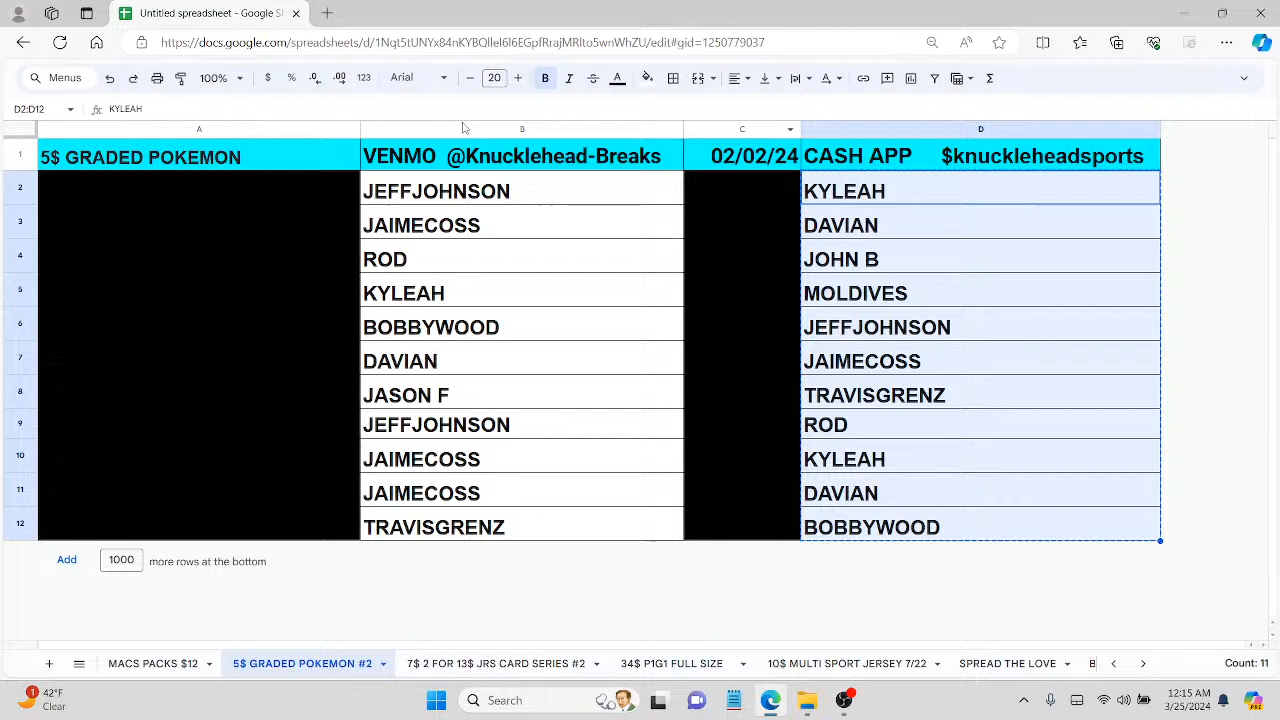 Untitled spreadsheet - Google S
https://docs.google.com/spreadsheets/d/1Nqt5tUNYx84nKYBQlleI6l6EGpfRrajMRlto5wnWhZU/edit#gid=1250779037
Menus 100% $ % .0 .00 123 Arial 20 B I A
D2:D12 fx KYLEAH
A B C D
1 5$ GRADED POKEMON VENMO @Knucklehead-Breaks 02/02/24 CASH APP $knuckleheadsports
2 JEFFJOHNSON KYLEAH
3 JAIMECOSS DAVIAN
4 ROD JOHN B
5 KYLEAH MOLDIVES
6 BOBBYWOOD JEFFJOHNSON
7 DAVIAN JAIMECOSS
8 JASON F TRAVISGRENZ
9 JEFFJOHNSON ROD
10 JAIMECOSS KYLEAH
11 JAIMECOSS DAVIAN
12 TRAVISGRENZ BOBBYWOOD
Add 1000 more rows at the bottom
MACS PACKS $12 5$ GRADED POKEMON #2 7$ 2 FOR 13$ JRS CARD SERIES #2 34$ P1G1 FULL SIZE 10$ MULTI SPORT JERSEY 7/22 SPREAD THE LOVE B Count: 11
1 42°F Clear Search 12:15 AM 3/25/2024